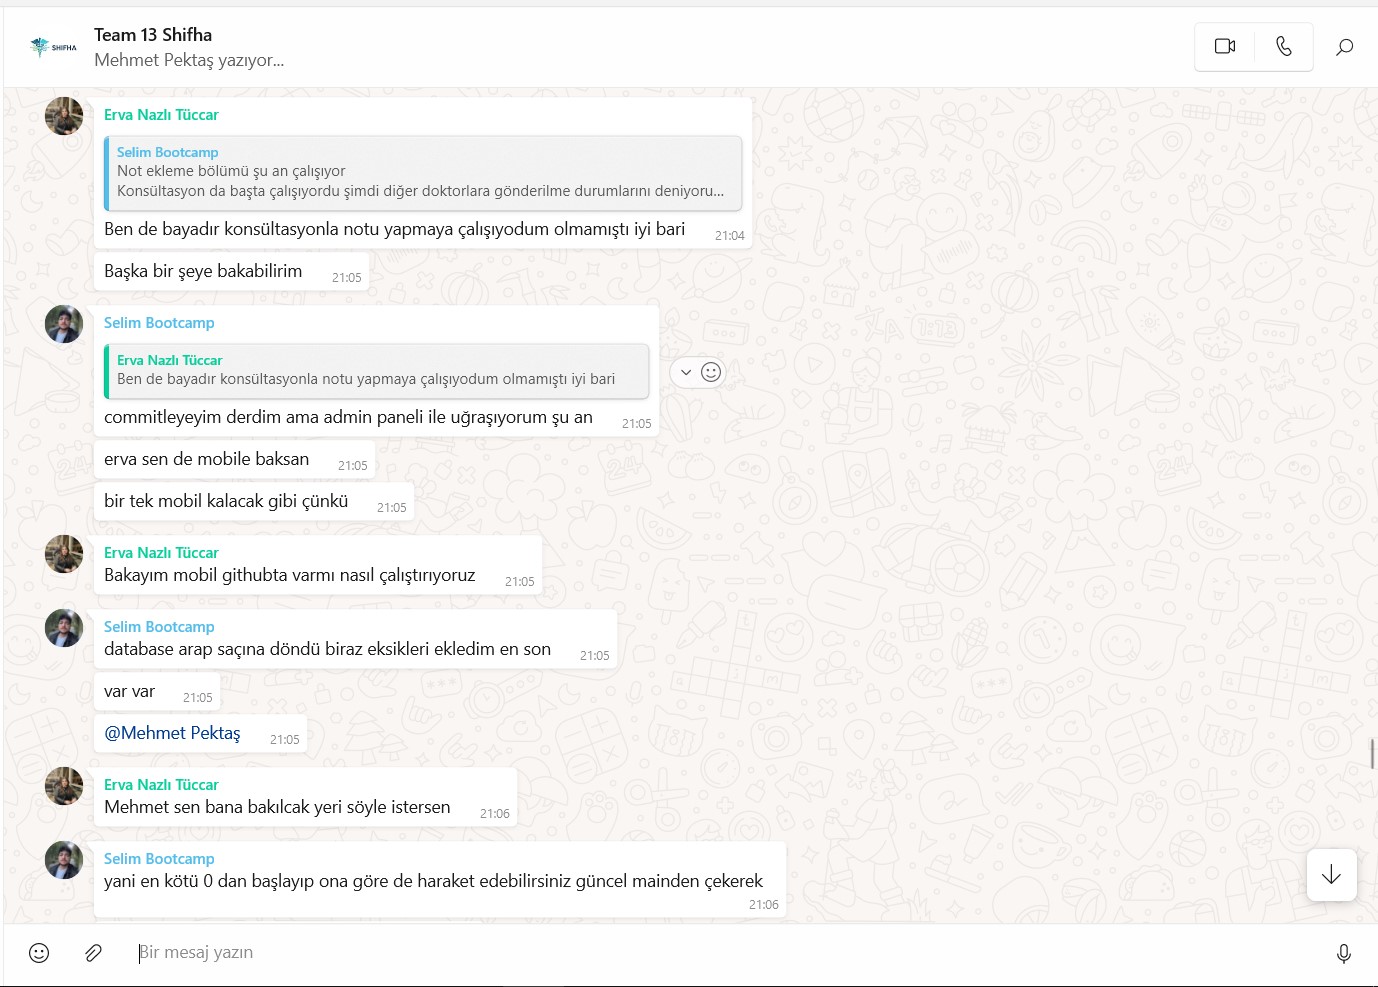 SHIFHA
Team 13 Shifha
Mehmet Pektaş yazıyor...
Erva Nazlı Tüccar
Selim Bootcamp
Not ekleme bölümü şu an çalışıyor
Konsültasyon da başta çalışıyordu şimdi diğer doktorlara gönderilme durumlarını deniyoru...
Ben de bayadır konsültasyonla notu yapmaya çalışıyodum olmamıştı iyi bari
21:04
Başka bir şeye bakabilirim
21:05
Selim Bootcamp
Erva Nazlı Tüccar
Ben de bayadır konsültasyonla notu yapmaya çalışıyodum olmamıştı iyi bari
commitleyeyim derdim ama admin paneli ile uğraşıyorum şu an
21:05
erva sen de mobile baksan
21:05
bir tek mobil kalacak gibi çünkü
21:05
Erva Nazlı Tüccar
Bakayım mobil githubta varmı nasıl çalıştırıyoruz
21:05
Selim Bootcamp
database arap saçına döndü biraz eksikleri ekledim en son
21:05
var var
21:05
@Mehmet Pektaş
21:05
Erva Nazlı Tüccar
Mehmet sen bana bakılcak yeri söyle istersen
21:06
Selim Bootcamp
yani en kötü 0 dan başlayıp ona göre de haraket edebilirsiniz güncel mainden çekerek
21:06
Bir mesaj yazın